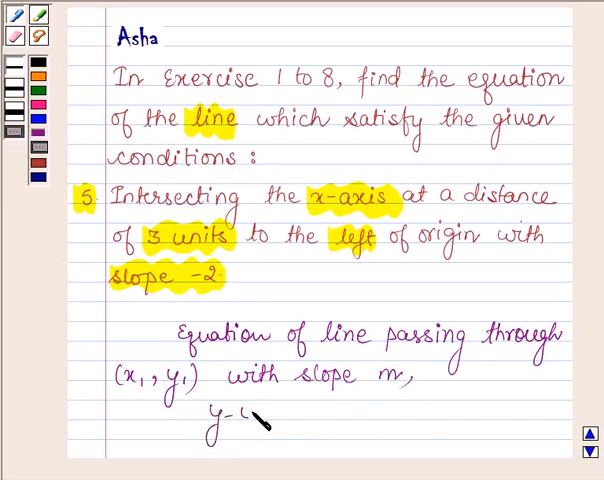 Asha
In Exercise 1 to 8, find the equation
of the line which satisfy the given
conditions :
5. Intersecting the x-axis at a distance
of 3 units to the left of origin with
slope -2.
Equation of line passing through
(x₁, y₁) with slope m,
y-